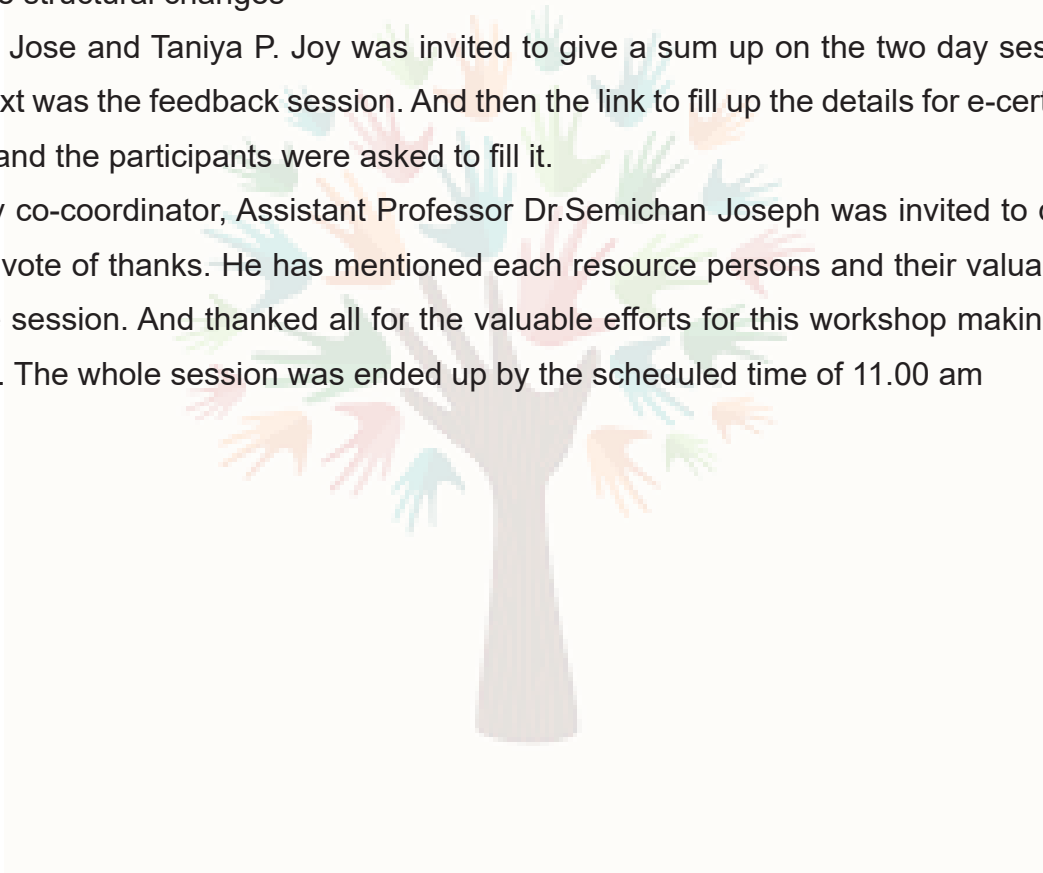 structural changes
Jose and Taniya P. Joy was invited to give a sum up on the two day ses
xt was the feedback session. And then the link to fill up the details for e-cert
and the participants were asked to fill it.
co-coordinator, Assistant Professor Dr.Semichan Joseph was invited to
vote of thanks. He has mentioned each resource persons and their valua
session. And thanked all for the valuable efforts for this workshop makin
. The whole session was ended up by the scheduled time of 11.00 am